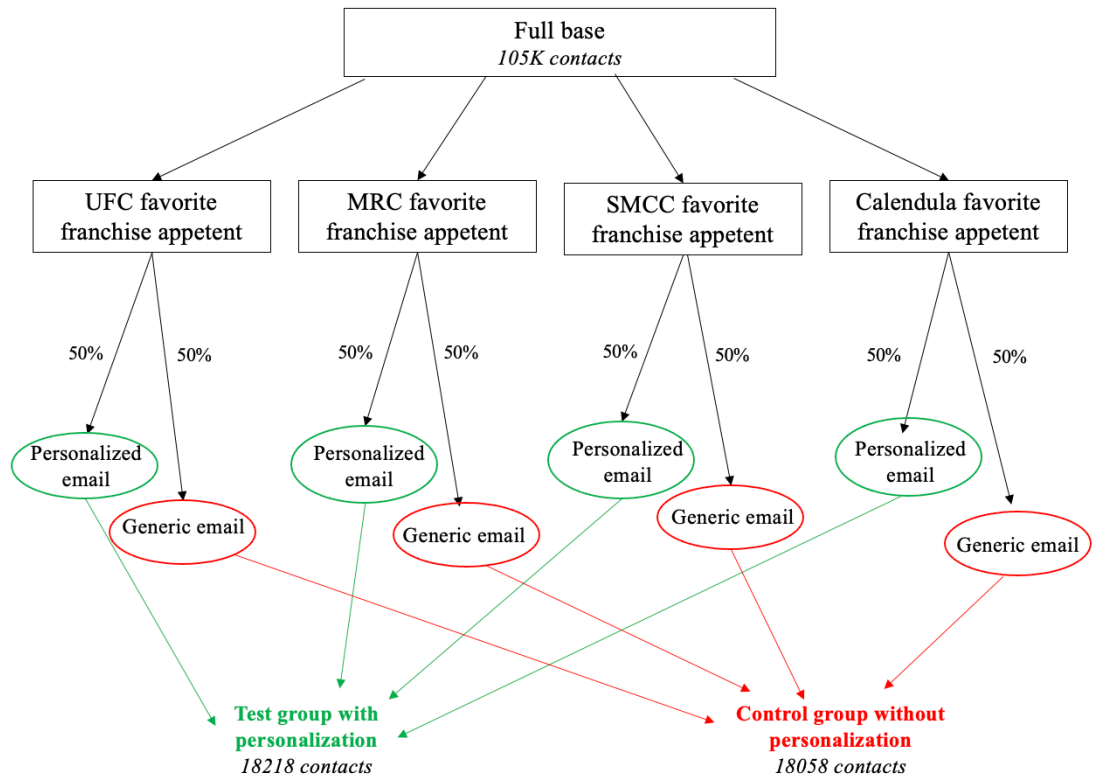 Full base
105K contacts
UFC favorite
franchise appetent
MRC favorite
franchise appetent
SMCC favorite
franchise appetent
Calendula favorite
franchise appetent
50%
50%
50%
50%
50%
50%
50%
50%
Personalized
email
Generic email
Personalized
email
Generic email
Personalized
email
Generic email
Personalized
email
Generic email
Test group with
personalization
18218 contacts
Control group without
personalization
18058 contacts